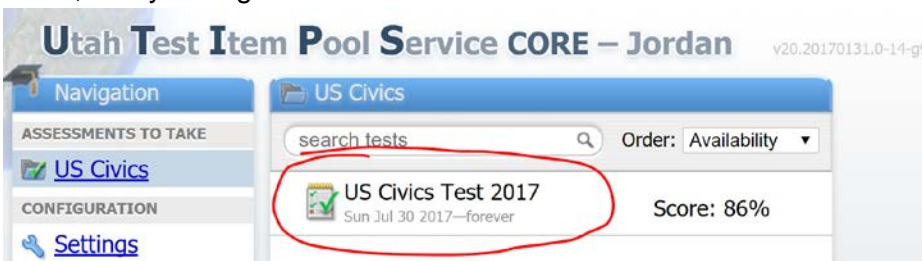 Utah Test Item Pool Service CORE – Jordan
v20.20170131.0-14-g
Navigation
US Civics
ASSESSMENTS TO TAKE
search tests
Order: Availability
US Civics
US Civics Test 2017
Sun Jul 30 2017—forever
Score: 86%
CONFIGURATION
Settings